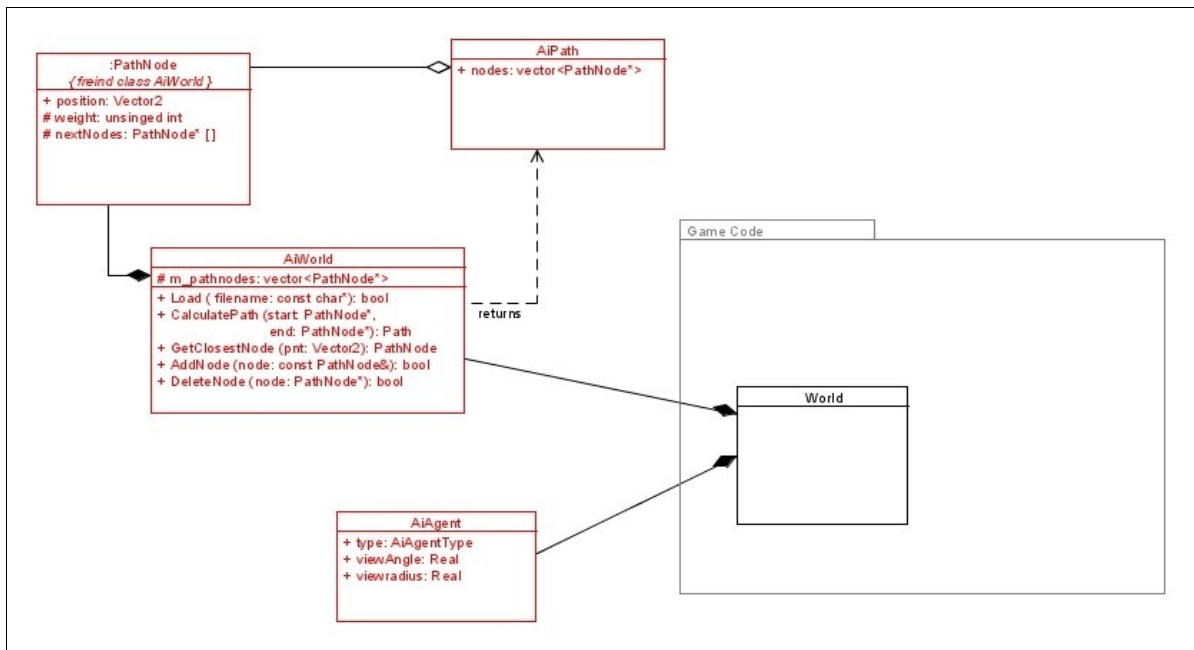 :PathNode
{freind class AiWorld }
+ position: Vector2
# weight: unsinged int
# nextNodes: PathNode* []
AiPath
+ nodes: vector<PathNode*>
AiWorld
# m_pathnodes: vector<PathNode*>
+ Load ( filename: const char*): bool
+ CalculatePath (start: PathNode*,
end: PathNode*): Path
+ GetClosestNode (pnt: Vector2): PathNode
+ AddNode (node: const PathNode&): bool
+ DeleteNode (node: PathNode*): bool
returns
Game Code
World
AiAgent
+ type: AiAgentType
+ viewAngle: Real
+ viewradius: Real